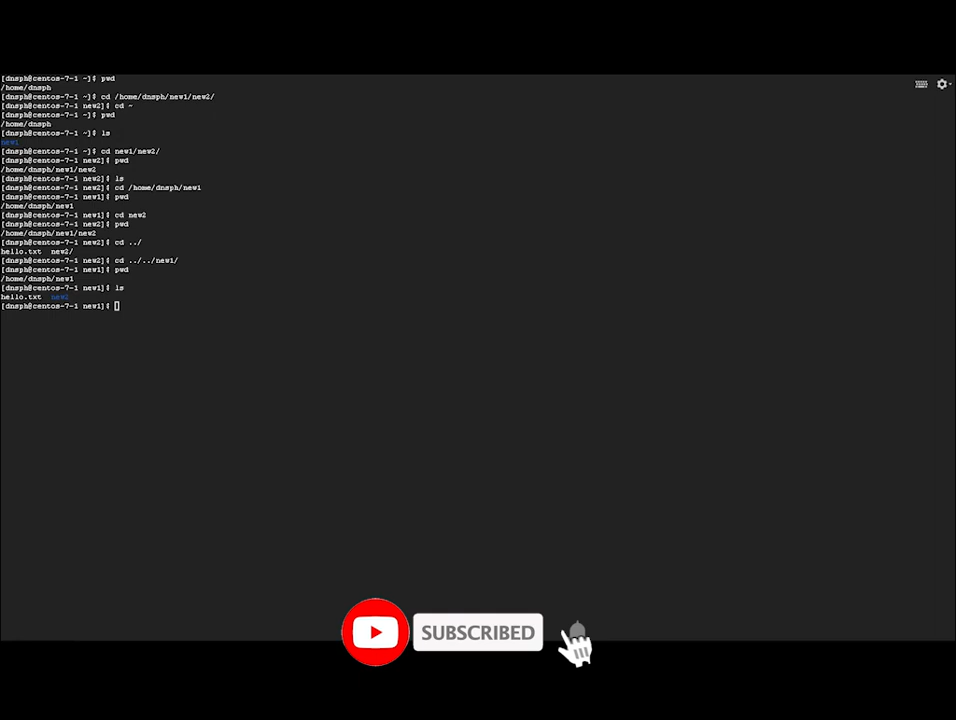 [dnsph@centos-7-1 ~]$ pwd
/home/dnsph
[dnsph@centos-7-1 ~]$ cd /home/dnsph/new1/new2/
[dnsph@centos-7-1 new2]$ cd ~
[dnsph@centos-7-1 ~]$ pwd
/home/dnsph
[dnsph@centos-7-1 ~]$ ls
new1
[dnsph@centos-7-1 ~]$ cd new1/new2/
[dnsph@centos-7-1 new2]$ pwd
/home/dnsph/new1/new2
[dnsph@centos-7-1 new2]$ ls
[dnsph@centos-7-1 new2]$ cd /home/dnsph/new1
[dnsph@centos-7-1 new1]$ pwd
/home/dnsph/new1
[dnsph@centos-7-1 new1]$ cd new2
[dnsph@centos-7-1 new2]$ pwd
/home/dnsph/new1/new2
[dnsph@centos-7-1 new2]$ cd ../
hello.txt  new2/
[dnsph@centos-7-1 new2]$ cd ../../new1/
[dnsph@centos-7-1 new1]$ pwd
/home/dnsph/new1
[dnsph@centos-7-1 new1]$ ls
hello.txt  new2
[dnsph@centos-7-1 new1]$
SUBSCRIBED